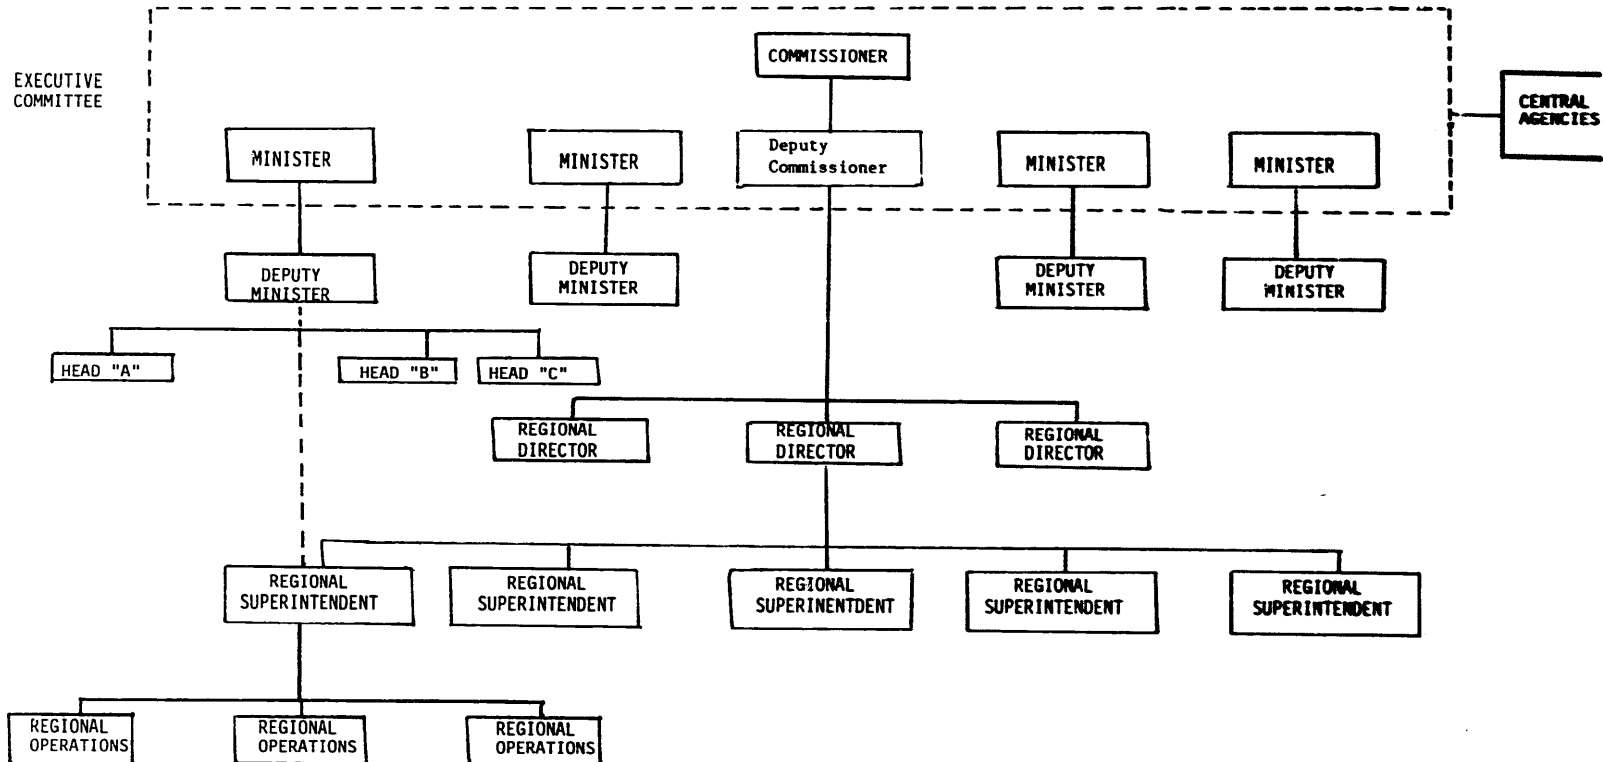 COMMISSIONER
EXECUTIVE
COMMITTEE
CENTRAL
AGENCIES
MINISTER
MINISTER
Deputy
Commissioner
MINISTER
MINISTER
DEPUTY
MINISTER
DEPUTY
MINISTER
DEPUTY
MINISTER
DEPUTY
MINISTER
HEAD "A"
HEAD "B"
HEAD "C"
REGIONAL
DIRECTOR
REGIONAL
DIRECTOR
REGIONAL
DIRECTOR
REGIONAL
SUPERINTENDENT
REGIONAL
SUPERINTENDENT
REGIONAL
SUPERINENTDENT
REGIONAL
SUPERINTENDENT
REGIONAL
SUPERINTENDENT
REGIONAL
OPERATIONS
REGIONAL
OPERATIONS
REGIONAL
OPERATIONS